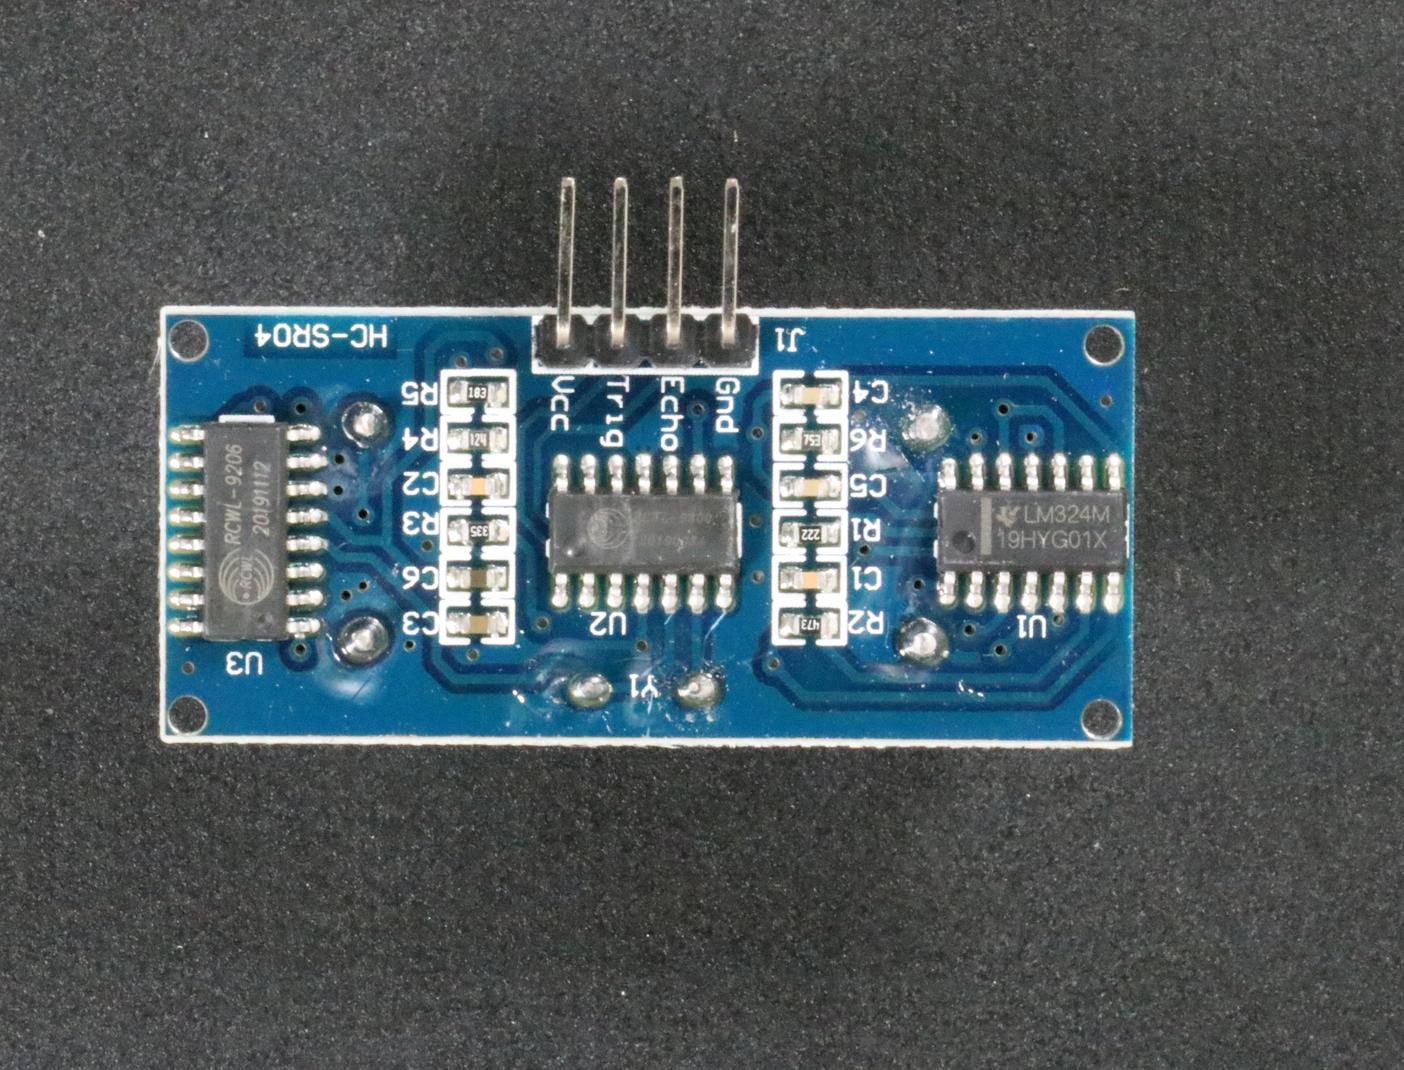 HC-SR04
J1
Vcc
Trig
Echo
Gnd
R5
183
R4
124
C2
R3
335
C6
C3
C4
R6
753
C5
R1
222
C1
R2
473
RCWL-9206
20191112
RCWL
U3
U2
Y1
LM324M
19HYG01X
U1